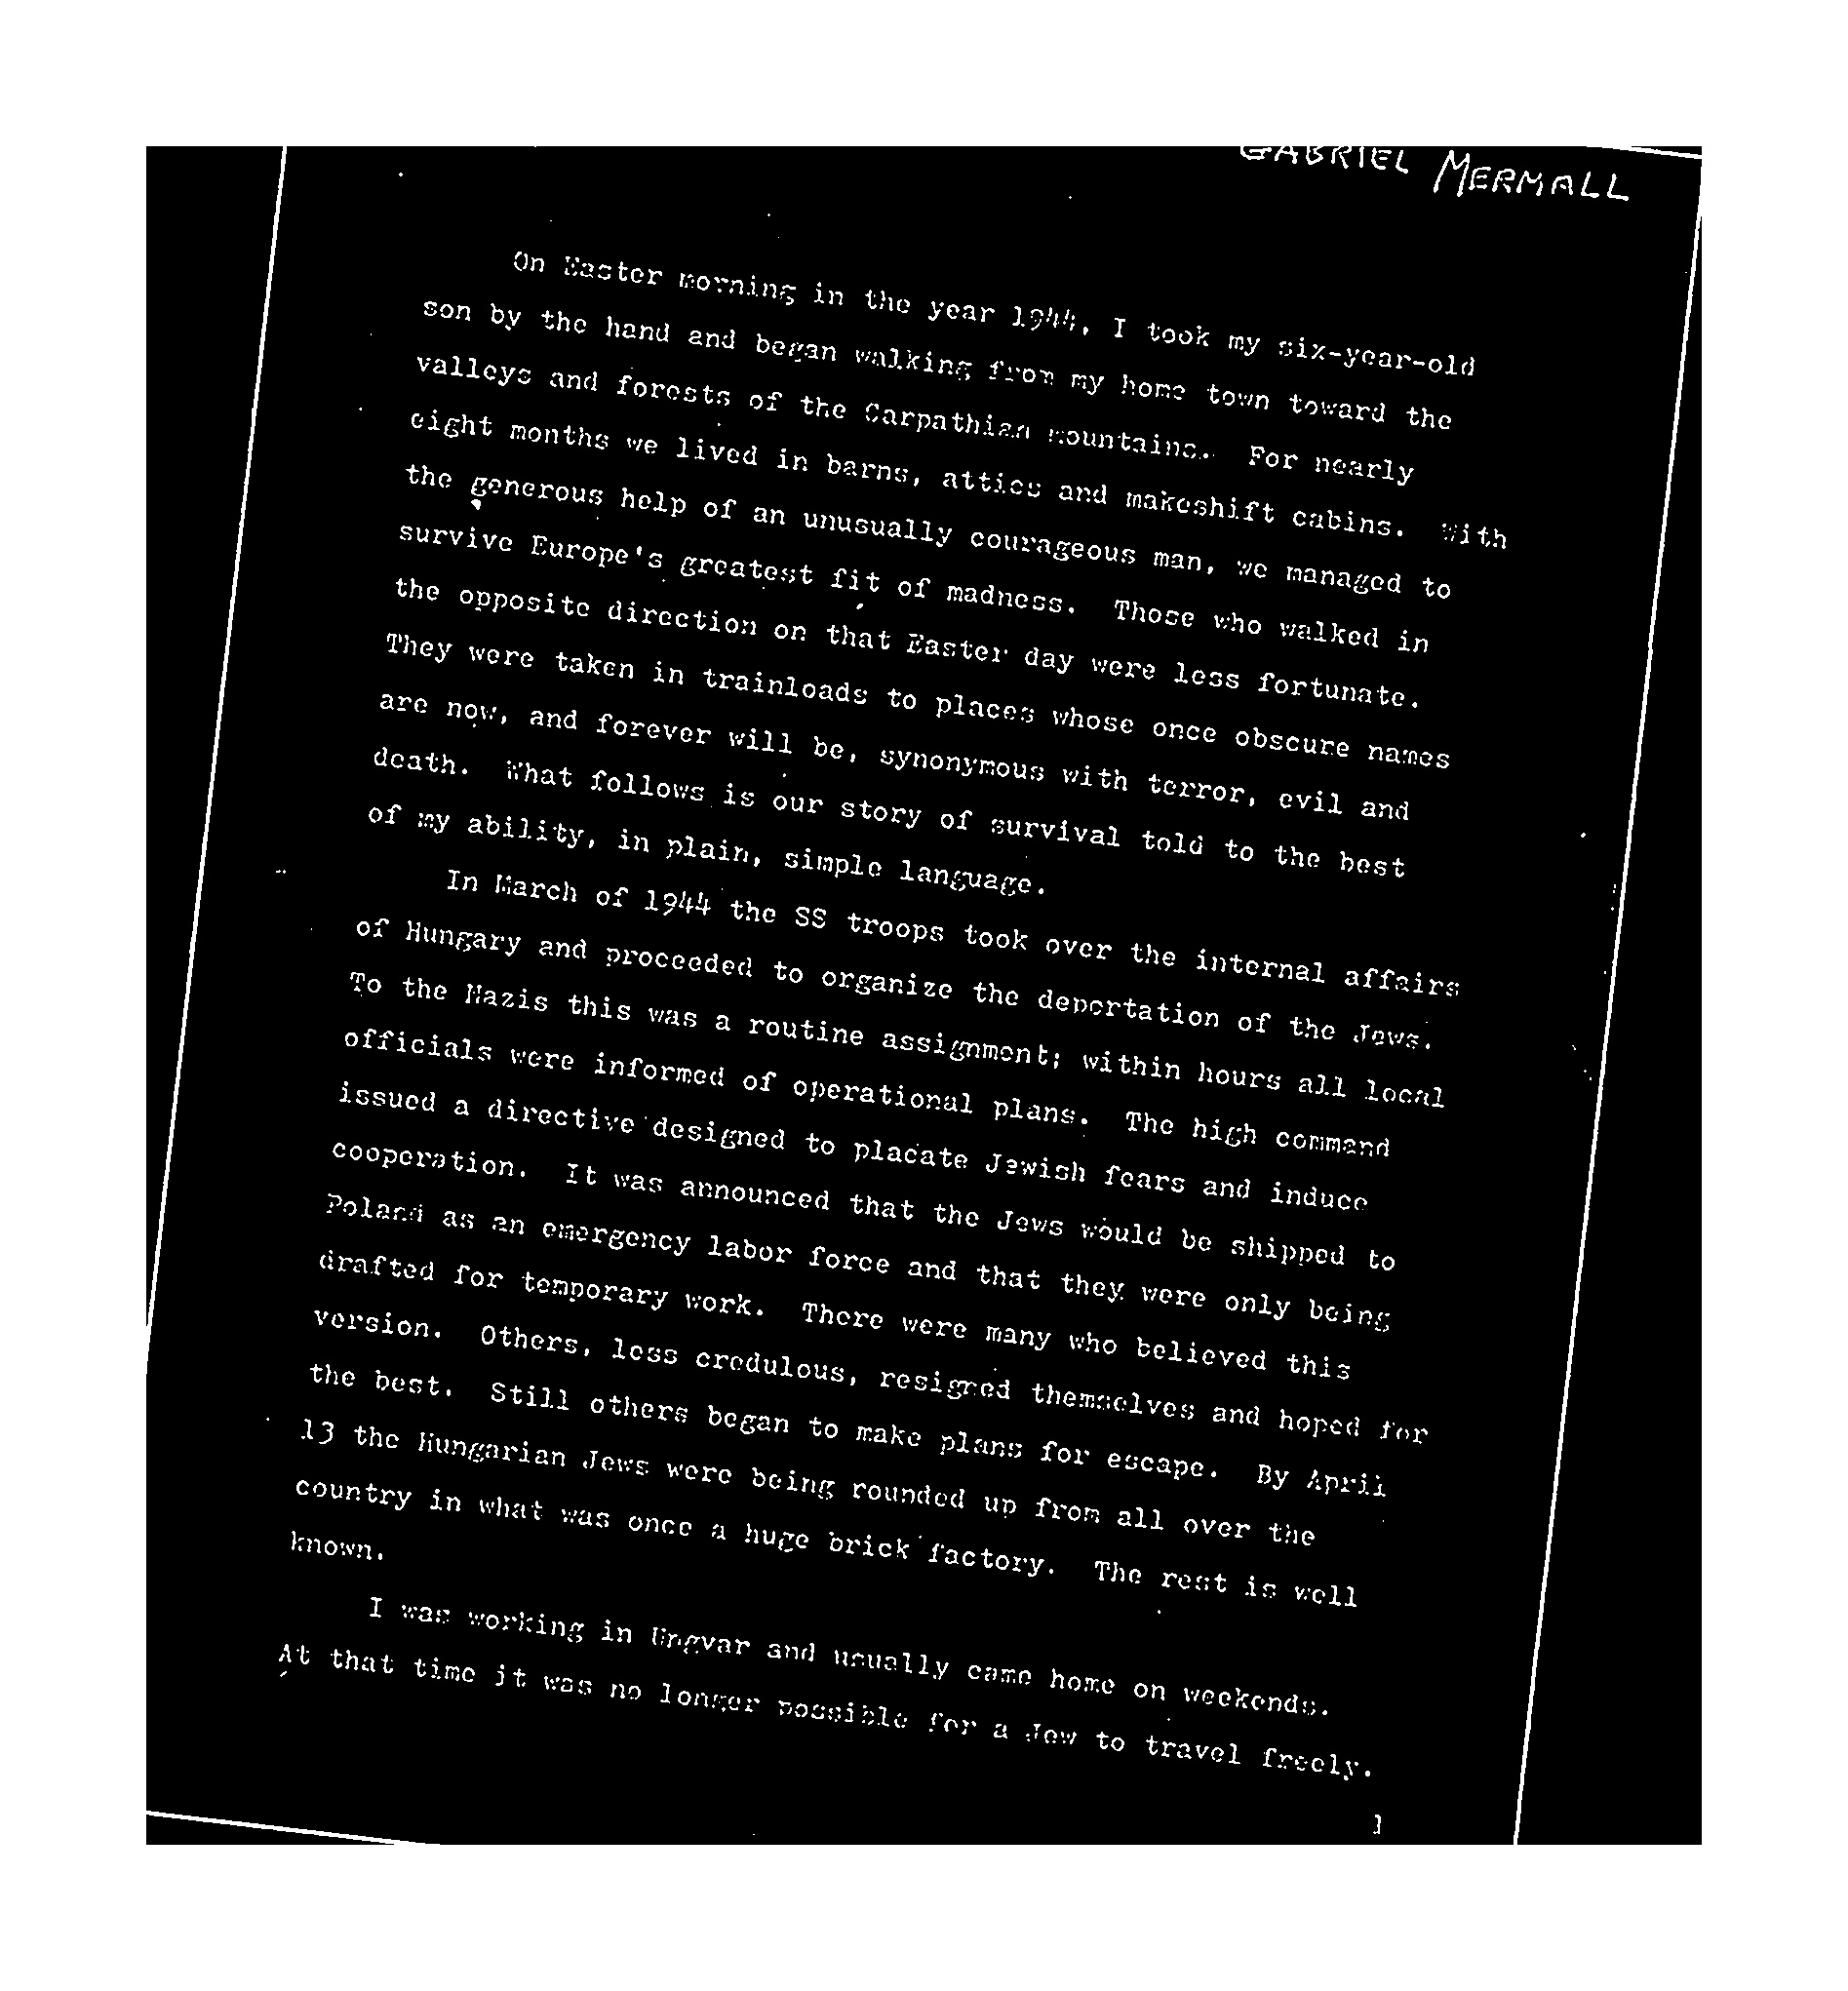 GABRIEL MERMALL
On Easter morning in the year 1944, I took my six-year-old
son by the hand and began walking from my home town toward the
valleys and forests of the Carpathian mountains. For nearly
eight months we lived in barns, attics and makeshift cabins. With
the generous help of an unusually courageous man, we managed to
survive Europe's greatest fit of madness. Those who walked in
the opposite direction on that Easter day were less fortunate.
They were taken in trainloads to places whose once obscure names
are now, and forever will be, synonymous with terror, evil and
death. What follows is our story of survival told to the best
of my ability, in plain, simple language.
In March of 1944 the SS troops took over the internal affairs
of Hungary and proceeded to organize the deportation of the Jews.
To the Nazis this was a routine assignment; within hours all local
officials were informed of operational plans. The high command
issued a directive designed to placate Jewish fears and induce
cooperation. It was announced that the Jews would be shipped to
Poland as an emergency labor force and that they were only being
drafted for temporary work. There were many who believed this
version. Others, less credulous, resigned themselves and hoped for
the best. Still others began to make plans for escape. By April
13 the Hungarian Jews were being rounded up from all over the
country in what was once a huge brick factory. The rest is well
known.
I was working in Ungvar and usually came home on weekends.
At that time it was no longer possible for a Jew to travel freely.
1